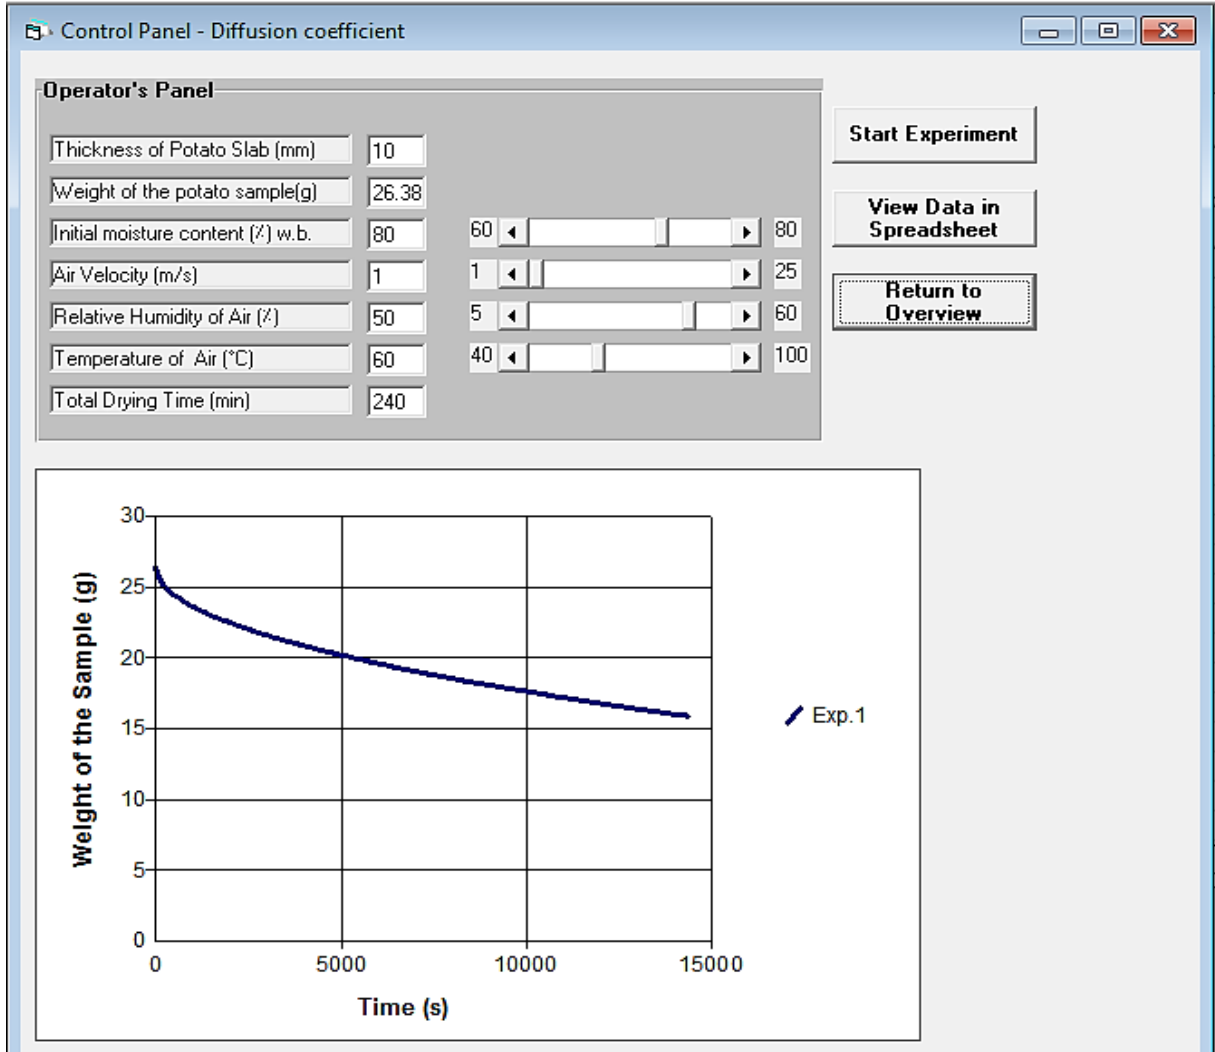 Control Panel - Diffusion coefficient
Operator's Panel
Thickness of Potato Slab (mm) 10
Weight of the potato sample(g) 26.38
Initial moisture content (%) w.b. 80 60 80
Air Velocity (m/s) 1 1 25
Relative Humidity of Air (%) 50 5 60
Temperature of Air (°C) 60 40 100
Total Drying Time (min) 240
Start Experiment
View Data in
Spreadsheet
Return to
Overview
30
25
20
15
10
5
0
Weight of the Sample (g)
0 5000 10000 15000
Time (s)
Exp.1